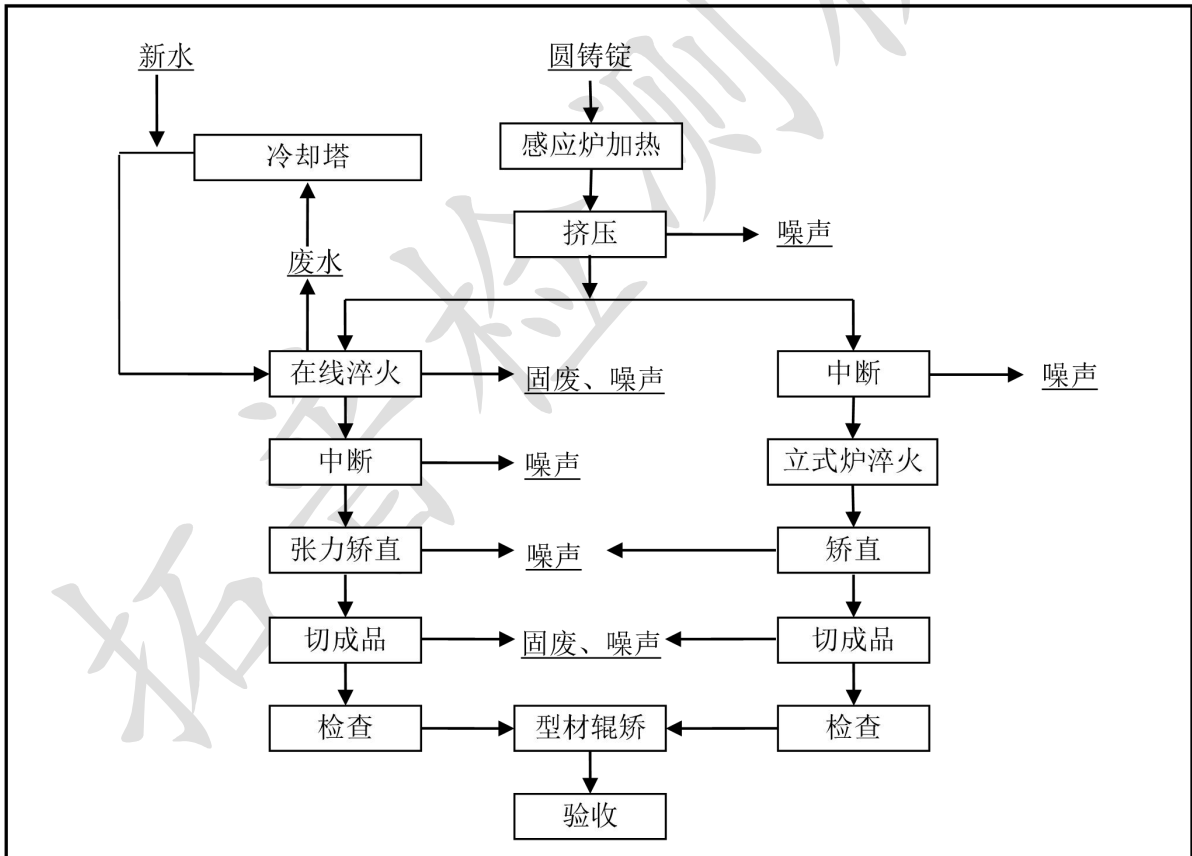 新水
圆铸锭
冷却塔
感应炉加热
挤压
噪声
废水
在线淬火
固废、噪声
中断
噪声
中断
噪声
立式炉淬火
张力矫直
噪声
矫直
切成品
固废、噪声
切成品
检查
型材辊矫
检查
验收